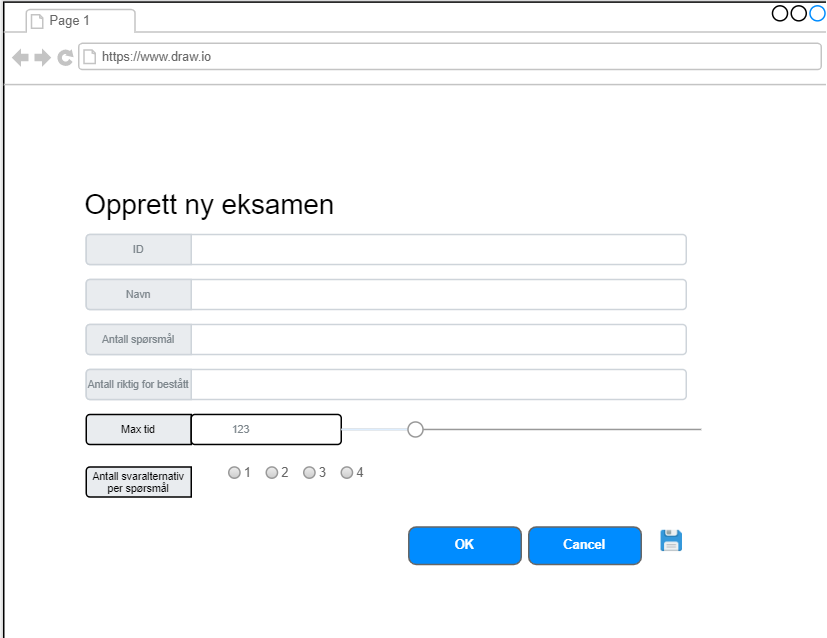 Page 1
https://www.draw.io
Opprett ny eksamen
ID
Navn
Antall spørsmål
Antall riktig for bestått
Max tid
123
Antall svaralternativ
per spørsmål
1 2 3 4
OK Cancel